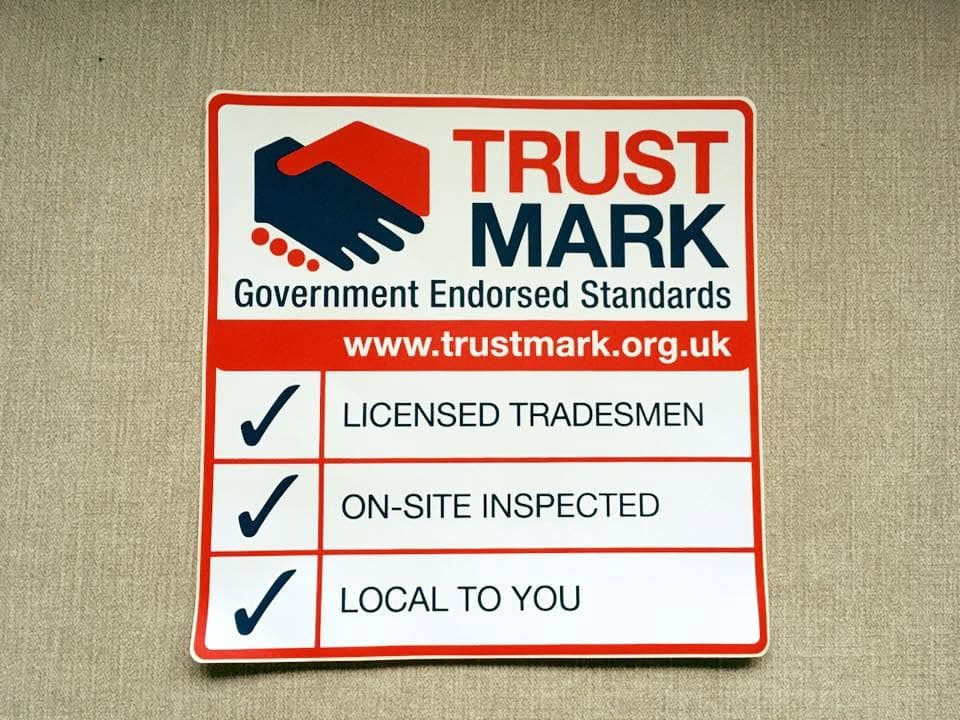 TRUST
MARK
Government Endorsed Standards
www.trustmark.org.uk
LICENSED TRADESMEN
ON-SITE INSPECTED
LOCAL TO YOU